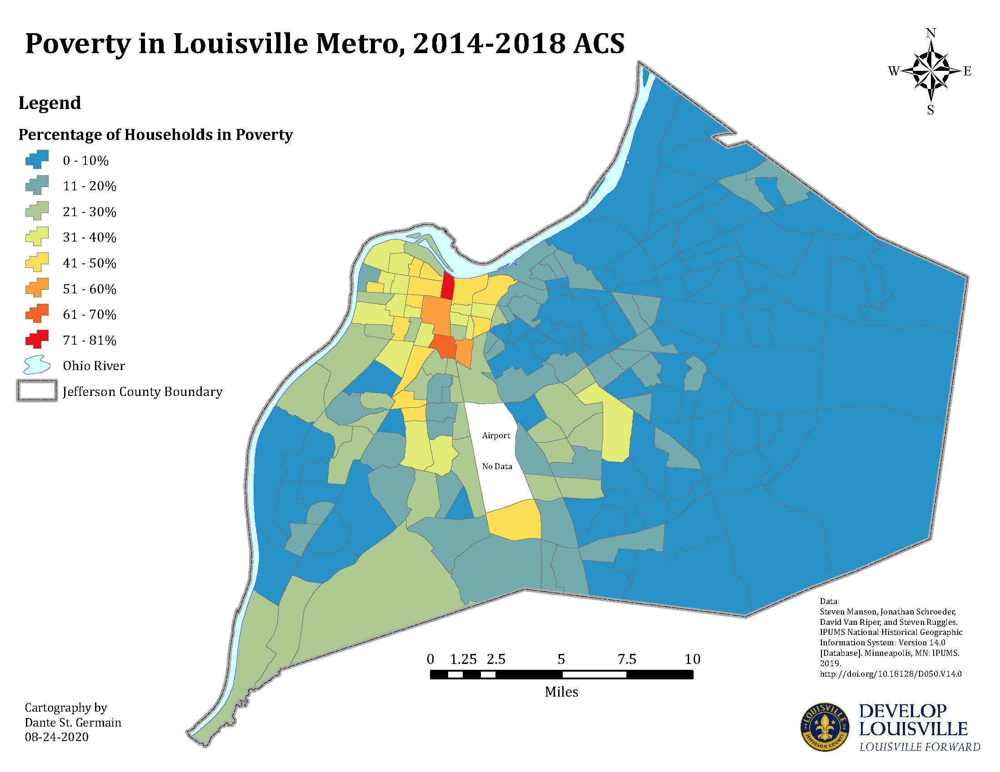 Poverty in Louisville Metro, 2014-2018 ACS
N
W
E
S
Legend
Percentage of Households in Poverty
0 - 10%
11 - 20%
21 - 30%
31 - 40%
41 - 50%
51 - 60%
61 - 70%
71 - 81%
Ohio River
Jefferson County Boundary
Airport
No Data
Data:
Steven Manson, Jonathan Schroeder,
David Van Riper, and Steven Ruggles.
IPUMS National Historical Geographic
Information System: Version 14.0
[Database]. Minneapolis, MN: IPUMS.
2019.
http://doi.org/10.18128/D050.V14.0
0 1.25 2.5 5 7.5 10
Miles
Cartography by
Dante St. Germain
08-24-2020
LOUISVILLE
JEFFERSON COUNTY
1778
DEVELOP
LOUISVILLE
LOUISVILLE FORWARD